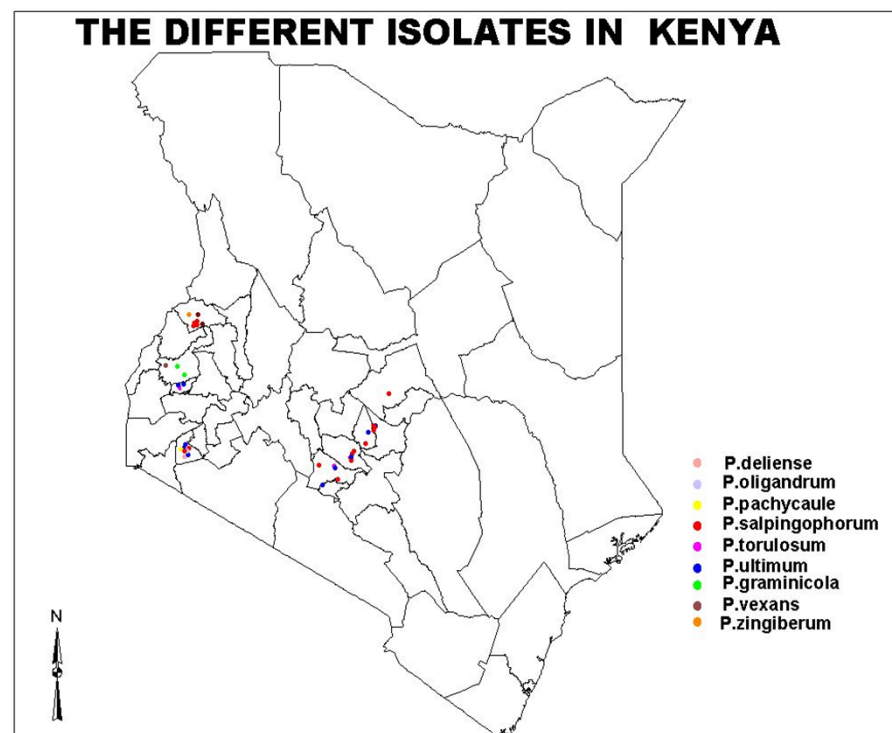 THE DIFFERENT ISOLATES IN KENYA
P.deliense
P.oligandrum
P.pachycaule
P.salpingophorum
P.torulosum
P.ultimum
P.graminicola
P.vexans
P.zingiberum
N